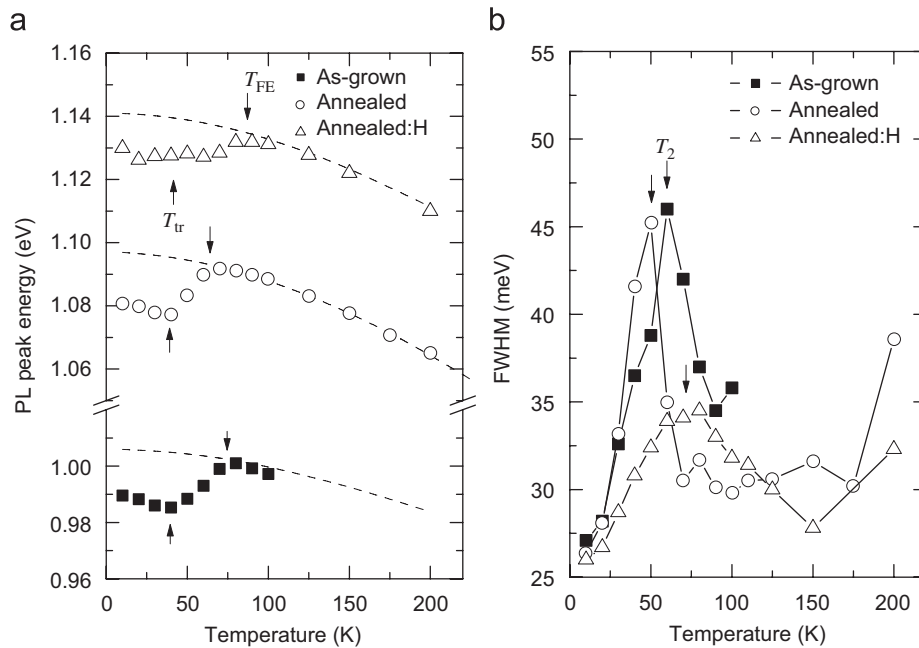 a
1.16
1.14
1.12
1.10
1.08
1.06
1.00
0.98
0.96
PL peak energy (eV)
As-grown
Annealed
Annealed:H
T_FE
T_tr
0 50 100 150 200
Temperature (K)
b
55
50
45
40
35
30
25
FWHM (meV)
As-grown
Annealed
Annealed:H
T_2
0 50 100 150 200
Temperature (K)